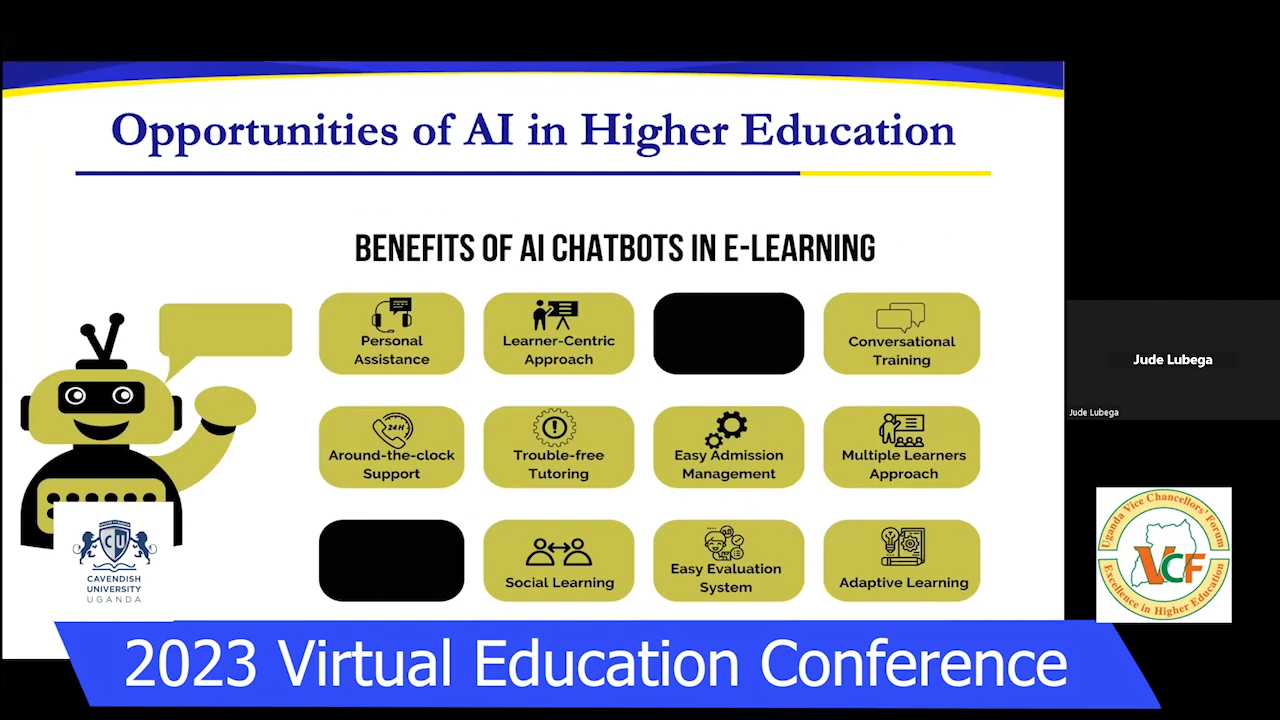 Opportunities of AI in Higher Education
BENEFITS OF AI CHATBOTS IN E-LEARNING
Personal
Assistance
Learner-Centric
Approach
Conversational
Training
24 H
Around-the-clock
Support
Trouble-free
Tutoring
Easy Admission
Management
Multiple Learners
Approach
Social Learning
Easy Evaluation
System
Adaptive Learning
Jude Lubega
Jude Lubega
CU
CAVENDISH
UNIVERSITY
UGANDA
Uganda Vice Chancellors' Forum
VCF
Excellence in Higher Education
2023 Virtual Education Conference